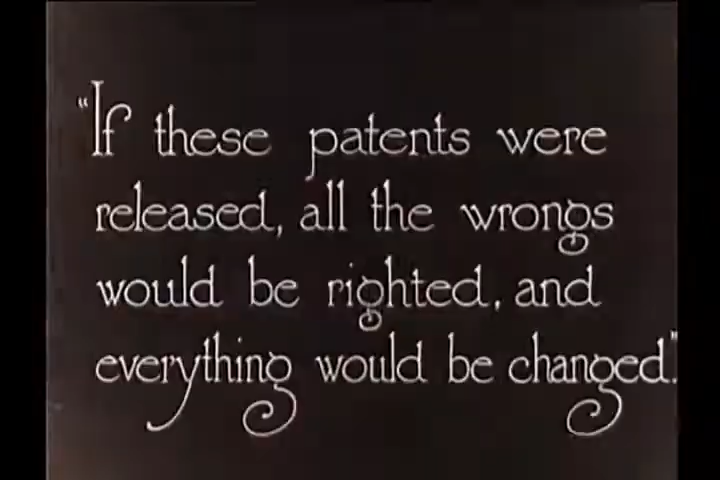 “If these patents were
released, all the wrongs
would be righted, and
everything would be changed.”